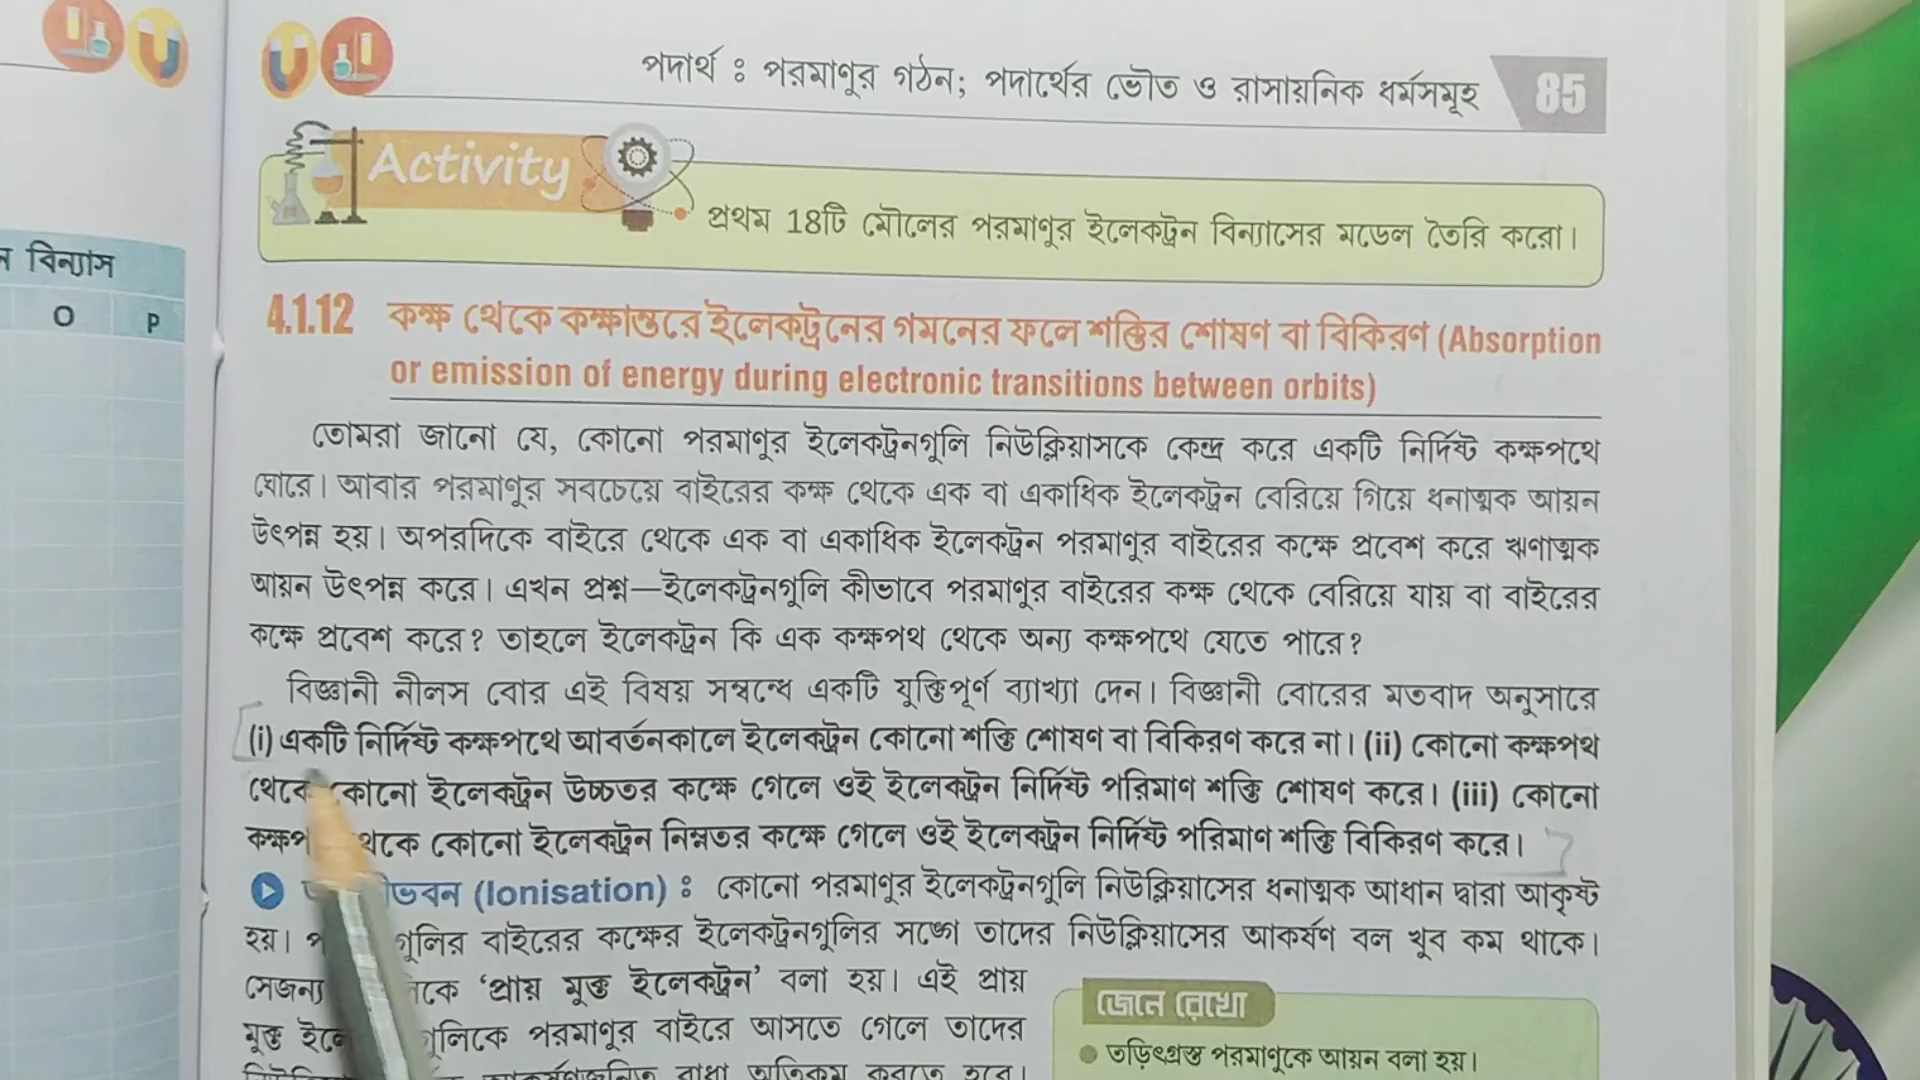 পদার্থ ঃ পরমাণুর গঠন; পদার্থের ভৌত ও রাসায়নিক ধর্মসমূহ 85
Activity
প্রথম 18টি মৌলের পরমাণুর ইলেকট্রন বিন্যাসের মডেল তৈরি করো।
বিন্যাস
O P
4.1.12 কক্ষ থেকে কক্ষান্তরে ইলেকট্রনের গমনের ফলে শক্তির শোষণ বা বিকিরণ (Absorption
or emission of energy during electronic transitions between orbits)
তোমরা জানো যে, কোনো পরমাণুর ইলেকট্রনগুলি নিউক্লিয়াসকে কেন্দ্র করে একটি নির্দিষ্ট কক্ষপথে
ঘোরে। আবার পরমাণুর সবচেয়ে বাইরের কক্ষ থেকে এক বা একাধিক ইলেকট্রন বেরিয়ে গিয়ে ধনাত্মক আয়ন
উৎপন্ন হয়। অপরদিকে বাইরে থেকে এক বা একাধিক ইলেকট্রন পরমাণুর বাইরের কক্ষে প্রবেশ করে ঋণাত্মক
আয়ন উৎপন্ন করে। এখন প্রশ্ন—ইলেকট্রনগুলি কীভাবে পরমাণুর বাইরের কক্ষ থেকে বেরিয়ে যায় বা বাইরের
কক্ষে প্রবেশ করে? তাহলে ইলেকট্রন কি এক কক্ষপথ থেকে অন্য কক্ষপথে যেতে পারে?
বিজ্ঞানী নীলস বোর এই বিষয় সম্বন্ধে একটি যুক্তিপূর্ণ ব্যাখ্যা দেন। বিজ্ঞানী বোরের মতবাদ অনুসারে
(i) একটি নির্দিষ্ট কক্ষপথে আবর্তনকালে ইলেকট্রন কোনো শক্তি শোষণ বা বিকিরণ করে না। (ii) কোনো কক্ষপথ
থেকে কোনো ইলেকট্রন উচ্চতর কক্ষে গেলে ওই ইলেকট্রন নির্দিষ্ট পরিমাণ শক্তি শোষণ করে। (iii) কোনো
থেকে কোনো ইলেকট্রন নিম্নতর কক্ষে গেলে ওই ইলেকট্রন নির্দিষ্ট পরিমাণ শক্তি বিকিরণ করে।
(Ionisation) ঃ কোনো পরমাণুর ইলেকট্রনগুলি নিউক্লিয়াসের ধনাত্মক আধান দ্বারা আকৃষ্ট
হয়। বাইরের কক্ষের ইলেকট্রনগুলির সঙ্গে তাদের নিউক্লিয়াসের আকর্ষণ বল খুব কম থাকে।
সেজন্য ‘প্রায় মুক্ত ইলেকট্রন’ বলা হয়। এই প্রায়
মুক্ত পরমাণুর বাইরে আসতে গেলে তাদের
বাধা অতিক্রম করতে হবে।
জেনে রেখো
● তড়িৎগ্রস্ত পরমাণুকে আয়ন বলা হয়।